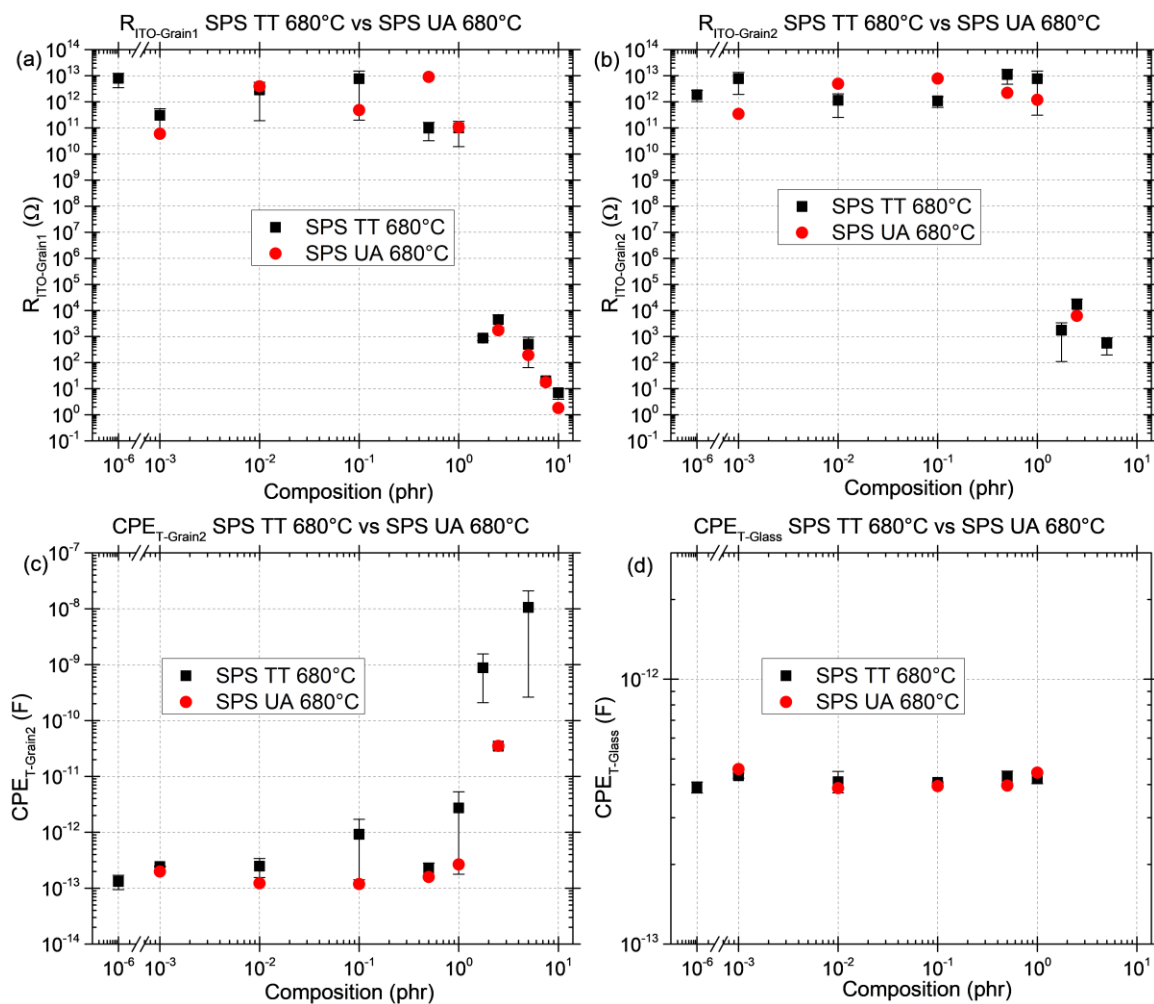 R_ITO-Grain1 SPS TT 680°C vs SPS UA 680°C
(a)
10^14
10^13
10^12
10^11
10^10
10^9
10^8
10^7
10^6
10^5
10^4
10^3
10^2
10^1
10^0
10^-1
R_ITO-Grain1 (Ω)
SPS TT 680°C
SPS UA 680°C
10^-6 10^-3 10^-2 10^-1 10^0 10^1
Composition (phr)
R_ITO-Grain2 SPS TT 680°C vs SPS UA 680°C
(b)
10^14
10^13
10^12
10^11
10^10
10^9
10^8
10^7
10^6
10^5
10^4
10^3
10^2
10^1
10^0
10^-1
R_ITO-Grain2 (Ω)
SPS TT 680°C
SPS UA 680°C
10^-6 10^-3 10^-2 10^-1 10^0 10^1
Composition (phr)
CPE_T-Grain2 SPS TT 680°C vs SPS UA 680°C
(c)
10^-7
10^-8
10^-9
10^-10
10^-11
10^-12
10^-13
10^-14
CPE_T-Grain2 (F)
SPS TT 680°C
SPS UA 680°C
10^-6 10^-3 10^-2 10^-1 10^0 10^1
Composition (phr)
CPE_T-Glass SPS TT 680°C vs SPS UA 680°C
(d)
10^-12
10^-13
CPE_T-Glass (F)
SPS TT 680°C
SPS UA 680°C
10^-6 10^-3 10^-2 10^-1 10^0 10^1
Composition (phr)